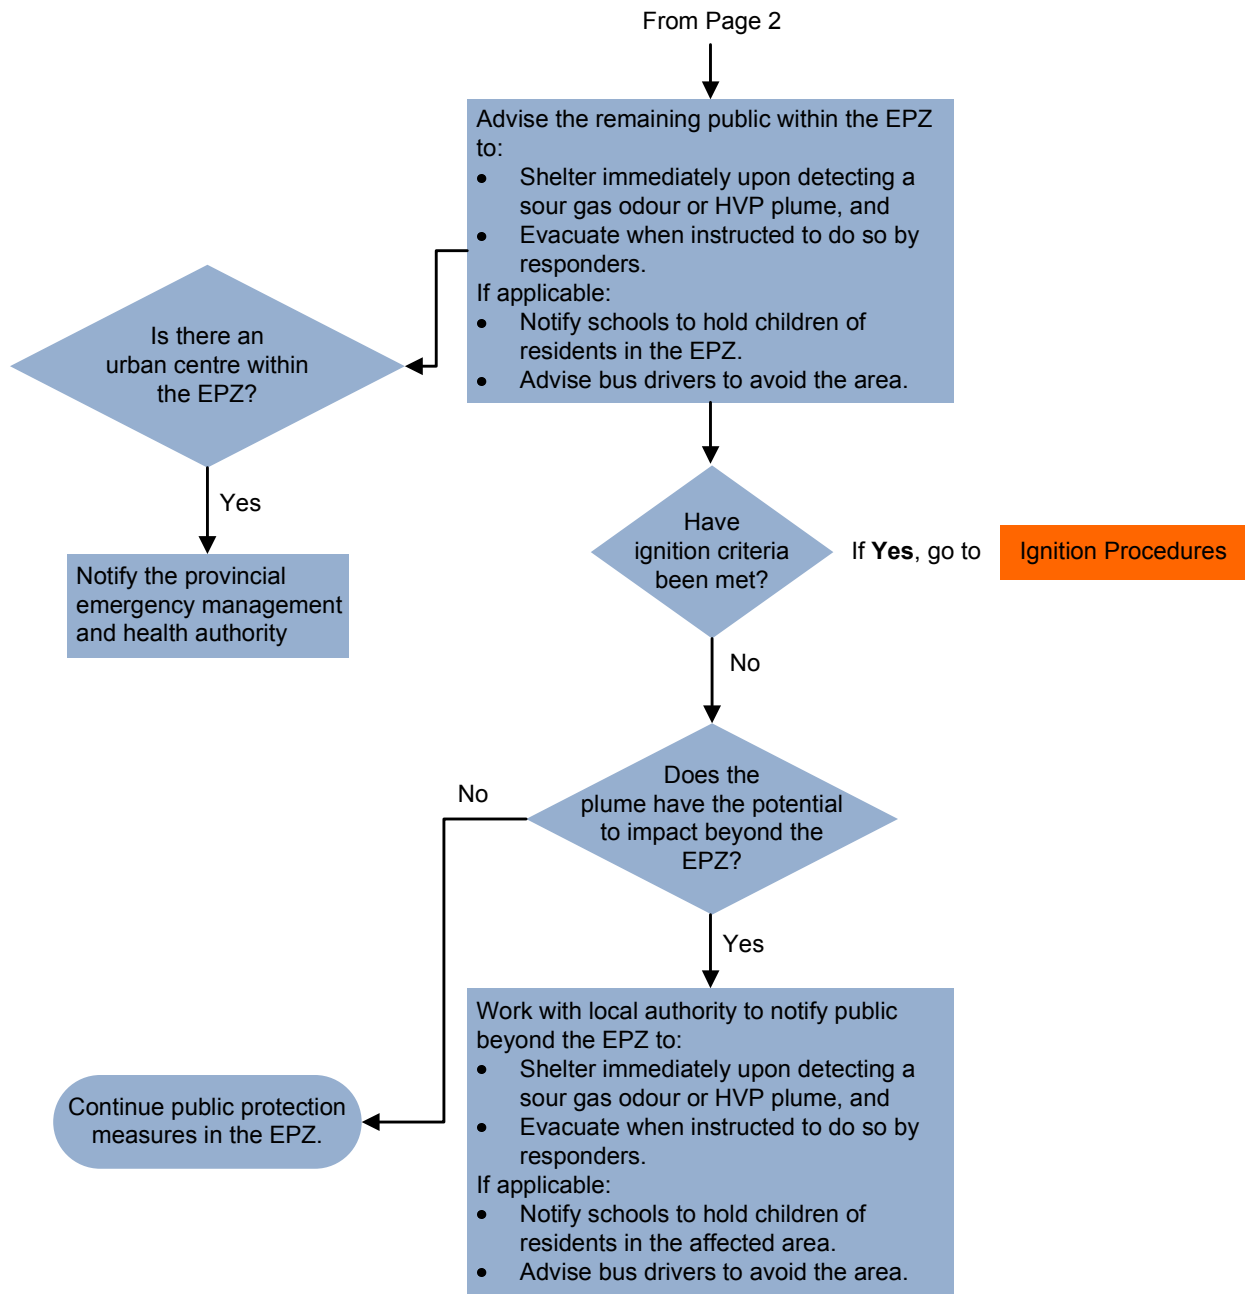 From Page 2
Advise the remaining public within the EPZ
to:
• Shelter immediately upon detecting a
sour gas odour or HVP plume, and
• Evacuate when instructed to do so by
responders.
If applicable:
• Notify schools to hold children of
residents in the EPZ.
• Advise bus drivers to avoid the area.
Is there an
urban centre within
the EPZ?
Yes
Notify the provincial
emergency management
and health authority
Have
ignition criteria
been met?
If Yes, go to
Ignition Procedures
No
Does the
plume have the potential
to impact beyond the
EPZ?
No
Yes
Continue public protection
measures in the EPZ.
Work with local authority to notify public
beyond the EPZ to:
• Shelter immediately upon detecting a
sour gas odour or HVP plume, and
• Evacuate when instructed to do so by
responders.
If applicable:
• Notify schools to hold children of
residents in the affected area.
• Advise bus drivers to avoid the area.